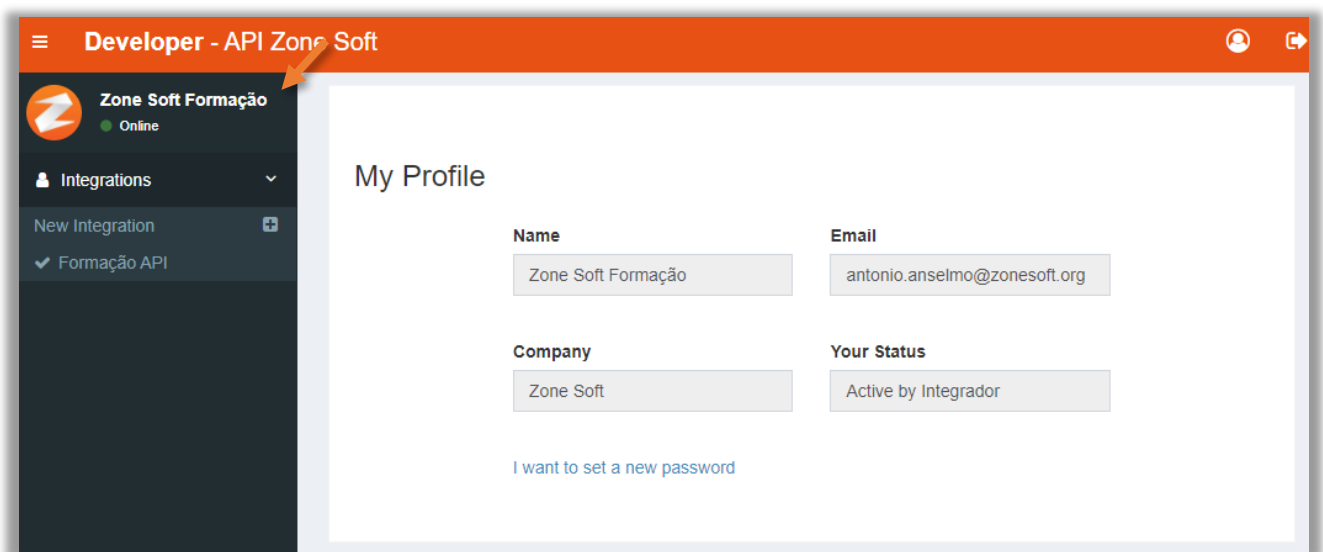 Developer - API Zone Soft
Zone Soft Formação
Online
Integrations
New Integration
Formação API
My Profile
Name
Email
Zone Soft Formação
antonio.anselmo@zonesoft.org
Company
Your Status
Zone Soft
Active by Integrador
I want to set a new password